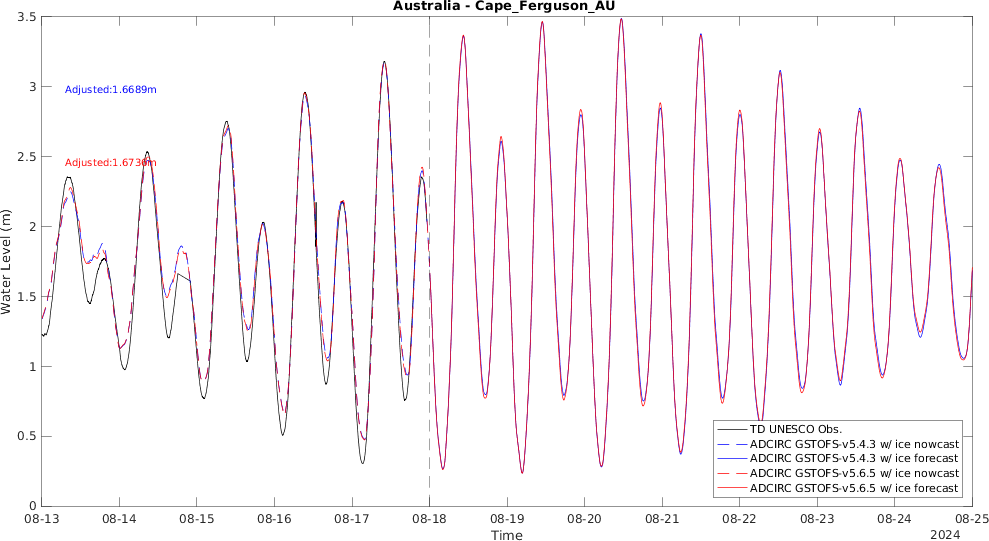 Australia - Cape_Ferguson_AU
3.5
3
2.5
2
1.5
1
0.5
0
Water Level (m)
Adjusted:1.6689m
Adjusted:1.6736m
TD UNESCO Obs.
ADCIRC GSTOFS-v5.4.3 w/ ice nowcast
ADCIRC GSTOFS-v5.4.3 w/ ice forecast
ADCIRC GSTOFS-v5.6.5 w/ ice nowcast
ADCIRC GSTOFS-v5.6.5 w/ ice forecast
08-13 08-14 08-15 08-16 08-17 08-18 08-19 08-20 08-21 08-22 08-23 08-24 08-25
Time
2024